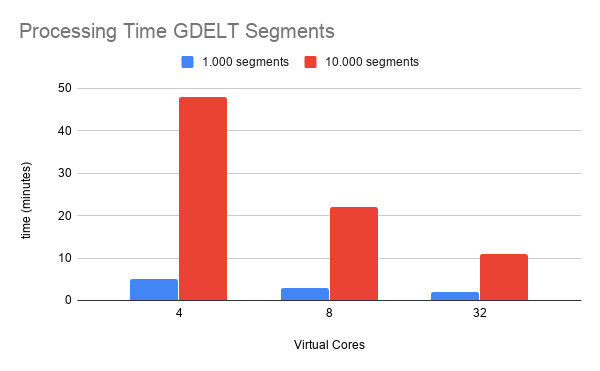 Processing Time GDELT Segments
1.000 segments 10.000 segments
50
40
30
20
10
0
time (minutes)
4 8 32
Virtual Cores